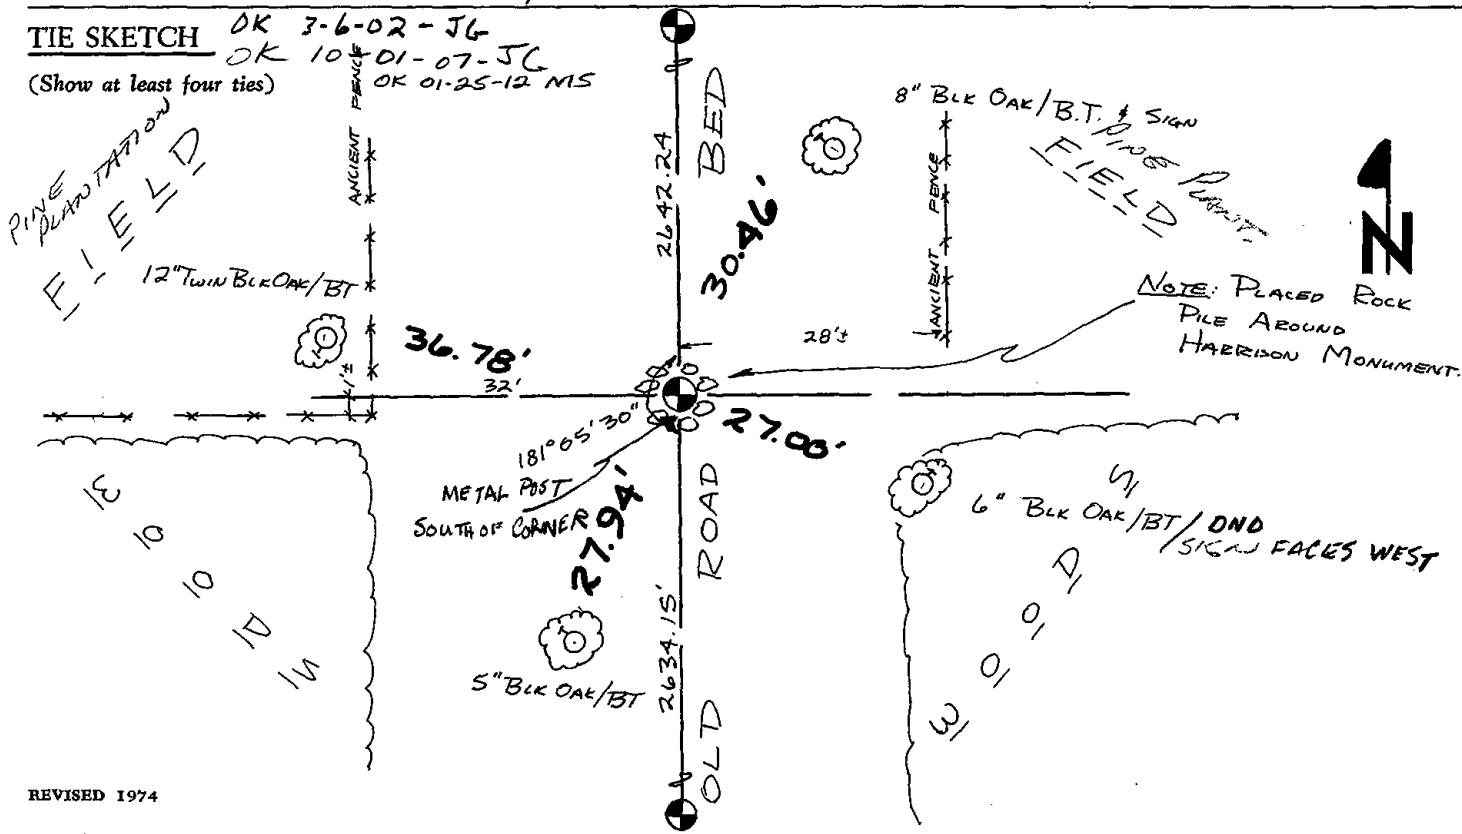 TIE SKETCH
OK 3-6-02-JG
OK 10-01-07-JG
(Show at least four ties)
OK 01-25-12 MS
PINE
PLANTATION
FIELD
ANCIENT FENCE
2642.24
BED
8" BLK OAK/B.T. & SIGN
PINE PLANT.
FIELD
ANCIENT FENCE
N
12" TWIN BLK OAK/BT
30.46'
NOTE: PLACED ROCK
PILE AROUND
HARRISON MONUMENT.
28'±
36.78'
32'
1'±
181°05'30"
27.00'
METAL POST
SOUTH OF CORNER
27.94'
ROAD
6" BLK OAK/BT/DND
SIGN FACES WEST
WOODS
WOODS
5" BLK OAK/BT
2634.15'
OLD
REVISED 1974